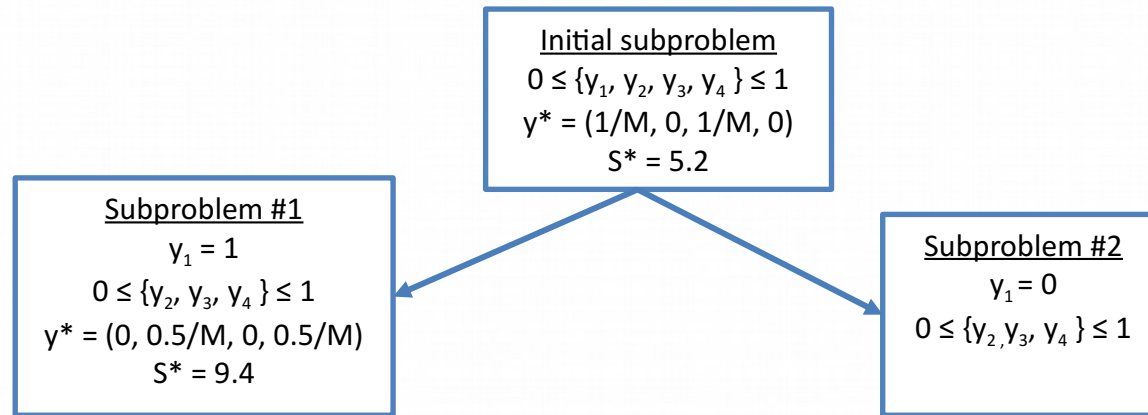 Initial subproblem
0 ≤ {y₁, y₂, y₃, y₄ } ≤ 1
y* = (1/M, 0, 1/M, 0)
S* = 5.2
Subproblem #1
y₁ = 1
0 ≤ {y₂, y₃, y₄ } ≤ 1
y* = (0, 0.5/M, 0, 0.5/M)
S* = 9.4
Subproblem #2
y₁ = 0
0 ≤ {y₂ ,y₃, y₄ } ≤ 1